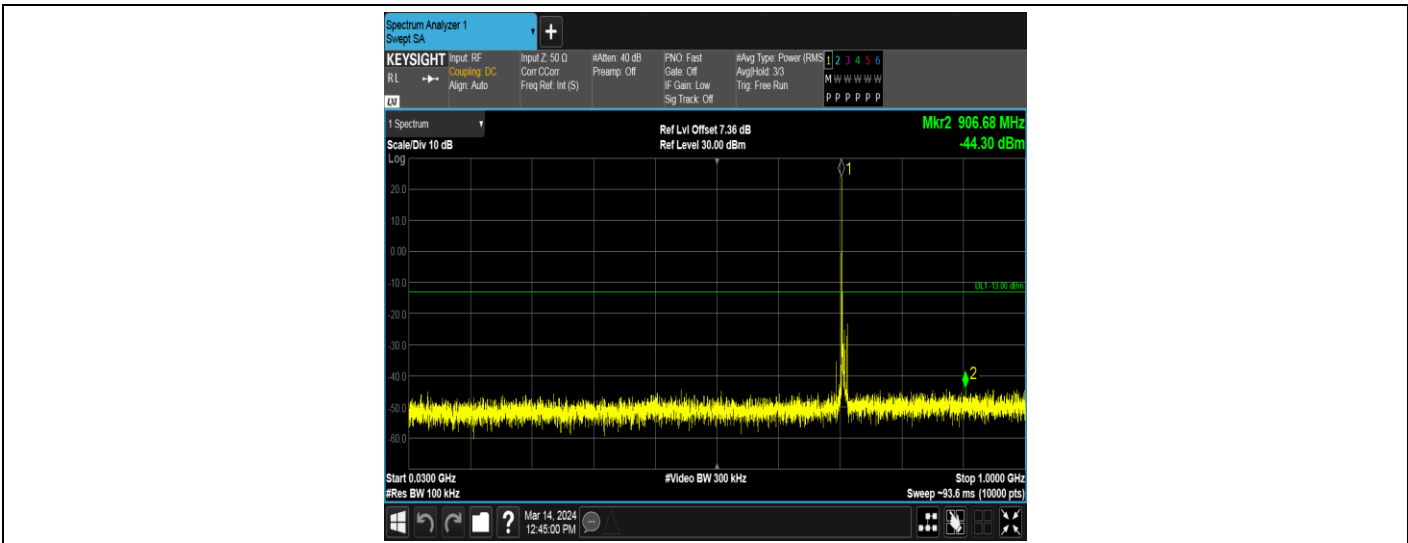 Spectrum Analyzer 1
Swept SA
+
KEYSIGHT Input: RF Input Z: 50 Ω #Atten: 40 dB PNO: Fast #Avg Type: Power (RMS 1 2 3 4 5 6
RL Coupling: DC Corr CCorr Preamp: Off Gate: Off Avg|Hold: 3/3 M W W W W W
Align: Auto Freq Ref: Int (S) IF Gain: Low Trig: Free Run
LXI Sig Track: Off P P P P P P
1 Spectrum Ref Lvl Offset 7.36 dB Mkr2 906.68 MHz
Scale/Div 10 dB Ref Level 30.00 dBm -44.30 dBm
Log
1
20.0
10.0
0.00
DL1 -13.00 dBm
-10.0
-20.0
-30.0
-40.0
2
-50.0
-60.0
Start 0.0300 GHz #Video BW 300 kHz Stop 1.0000 GHz
#Res BW 100 kHz Sweep ~93.6 ms (10000 pts)
? Mar 14, 2024
12:45:00 PM